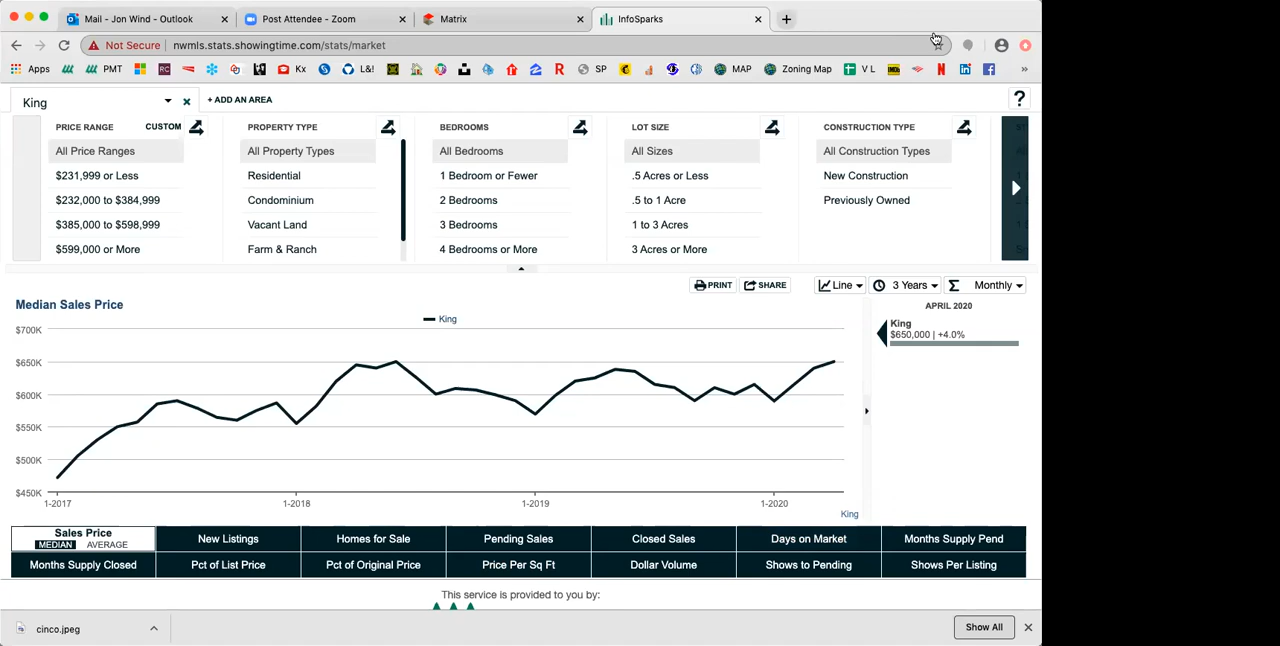 Mail - Jon Wind - Outlook
Post Attendee - Zoom
Matrix
InfoSparks
Not Secure
nwmls.stats.showingtime.com/stats/market
Apps
PMT
Kx
L&!
SP
MAP
Zoning Map
V L
King
+ ADD AN AREA
?
PRICE RANGE CUSTOM
All Price Ranges
$231,999 or Less
$232,000 to $384,999
$385,000 to $598,999
$599,000 or More
PROPERTY TYPE
All Property Types
Residential
Condominium
Vacant Land
Farm & Ranch
BEDROOMS
All Bedrooms
1 Bedroom or Fewer
2 Bedrooms
3 Bedrooms
4 Bedrooms or More
LOT SIZE
All Sizes
.5 Acres or Less
.5 to 1 Acre
1 to 3 Acres
3 Acres or More
CONSTRUCTION TYPE
All Construction Types
New Construction
Previously Owned
PRINT
SHARE
Line
3 Years
Monthly
Median Sales Price
King
APRIL 2020
King
$650,000 | +4.0%
$700K
$650K
$600K
$550K
$500K
$450K
1-2017
1-2018
1-2019
1-2020
King
Sales Price
MEDIAN AVERAGE
New Listings
Homes for Sale
Pending Sales
Closed Sales
Days on Market
Months Supply Pend
Months Supply Closed
Pct of List Price
Pct of Original Price
Price Per Sq Ft
Dollar Volume
Shows to Pending
Shows Per Listing
This service is provided to you by:
cinco.jpeg
Show All